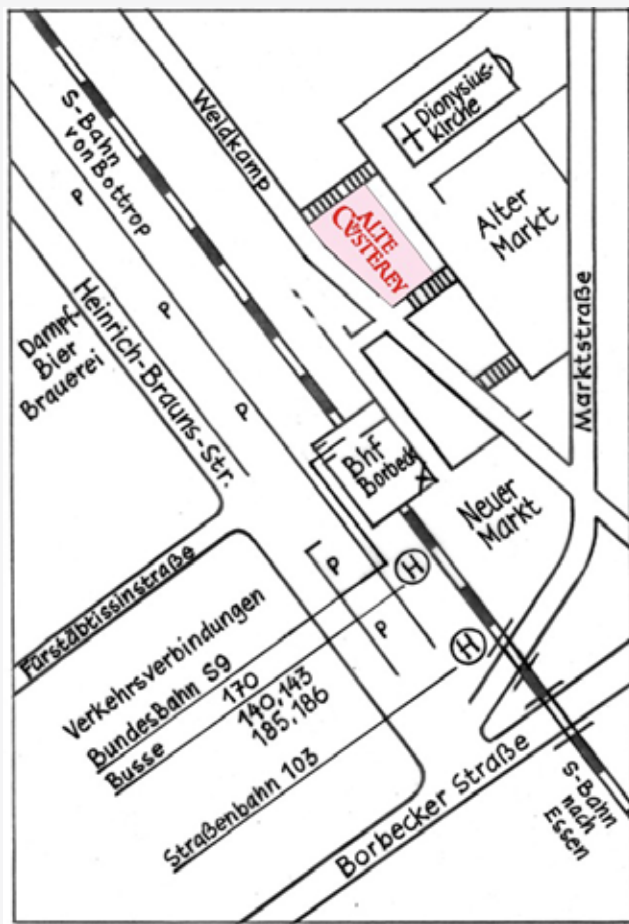 S-Bahn
von Bottrop
Weidkamp
Dionysius-
kirche
ALTE
CVSTEREY
Alter
Markt
Marktstraße
P
P
P
Heinrich-Brauns-Str.
Dampf-
Bier
Brauerei
Bhf
Borbeck
Neuer
Markt
Fürstäbtissinstraße
P
P
H
H
Verkehrsverbindungen
BundesBahn S9
Busse 170
140,143
185,186
Straßenbahn 103
Borbecker Straße
S-Bahn
nach
Essen